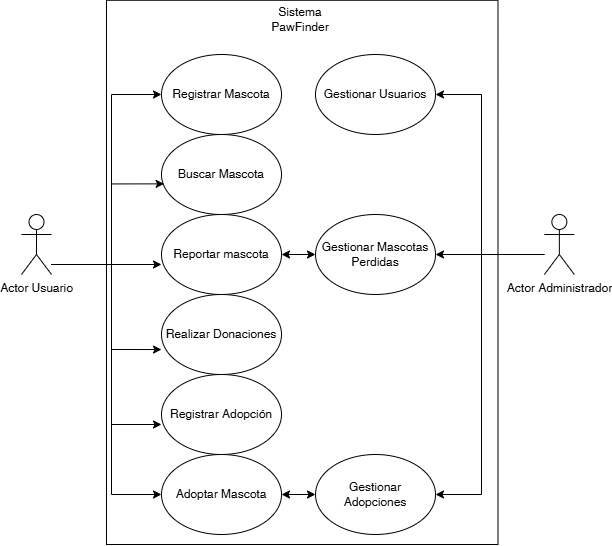 Sistema
PawFinder
Registrar Mascota
Gestionar Usuarios
Buscar Mascota
Reportar mascota
Gestionar Mascotas
Perdidas
Actor Usuario
Actor Administrador
Realizar Donaciones
Registrar Adopción
Adoptar Mascota
Gestionar
Adopciones